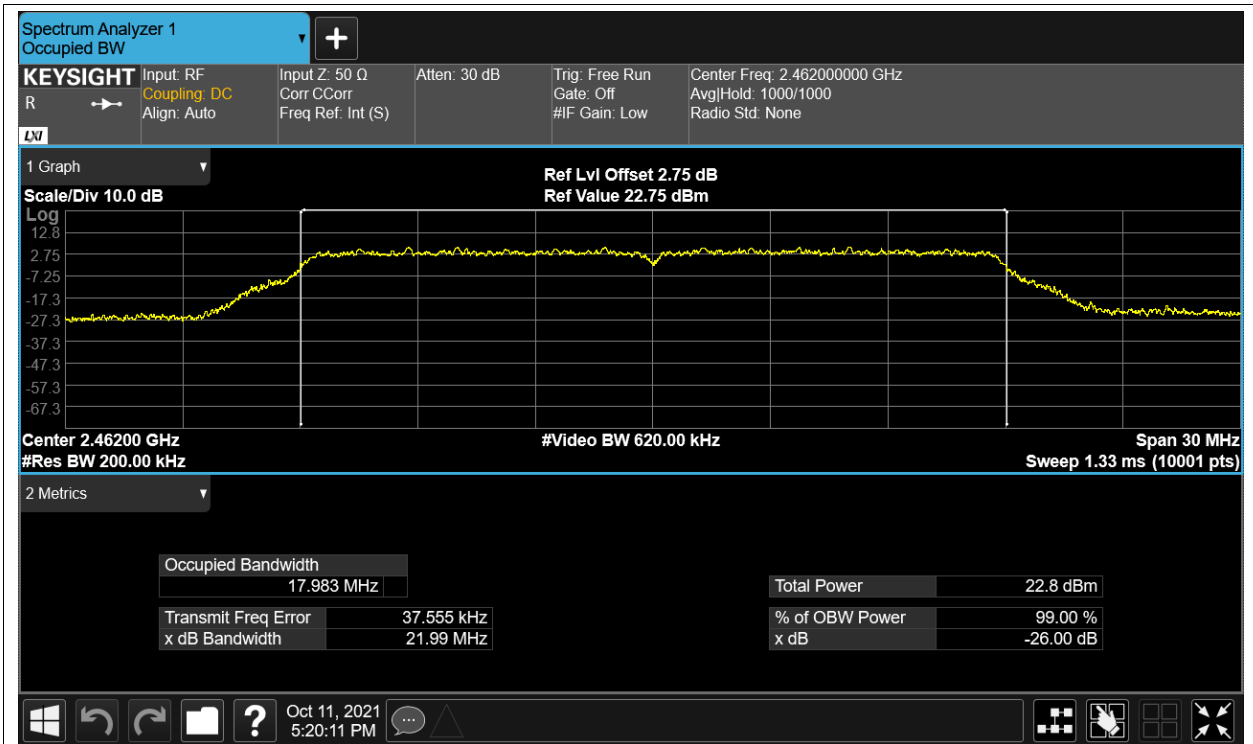 Spectrum Analyzer 1
Occupied BW
+
KEYSIGHT Input: RF Input Z: 50 Ω Atten: 30 dB Trig: Free Run Center Freq: 2.462000000 GHz
R Coupling: DC Corr CCorr Gate: Off Avg|Hold: 1000/1000
Align: Auto Freq Ref: Int (S) #IF Gain: Low Radio Std: None
LXI
1 Graph
Ref Lvl Offset 2.75 dB
Scale/Div 10.0 dB Ref Value 22.75 dBm
Log
12.8
2.75
-7.25
-17.3
-27.3
-37.3
-47.3
-57.3
-67.3
Center 2.46200 GHz #Video BW 620.00 kHz Span 30 MHz
#Res BW 200.00 kHz Sweep 1.33 ms (10001 pts)
2 Metrics
Occupied Bandwidth
17.983 MHz Total Power 22.8 dBm
Transmit Freq Error 37.555 kHz % of OBW Power 99.00 %
x dB Bandwidth 21.99 MHz x dB -26.00 dB
? Oct 11, 2021
5:20:11 PM